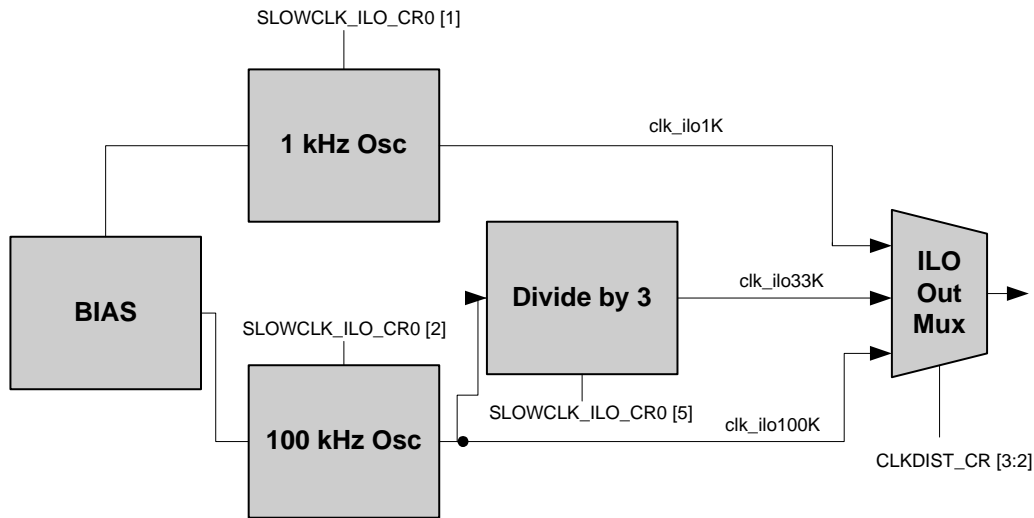 SLOWCLK_ILO_CR0 [1]
1 kHz Osc
clk_ilo1K
BIAS
Divide by 3
clk_ilo33K
ILO
Out
Mux
SLOWCLK_ILO_CR0 [2]
SLOWCLK_ILO_CR0 [5]
100 kHz Osc
clk_ilo100K
CLKDIST_CR [3:2]